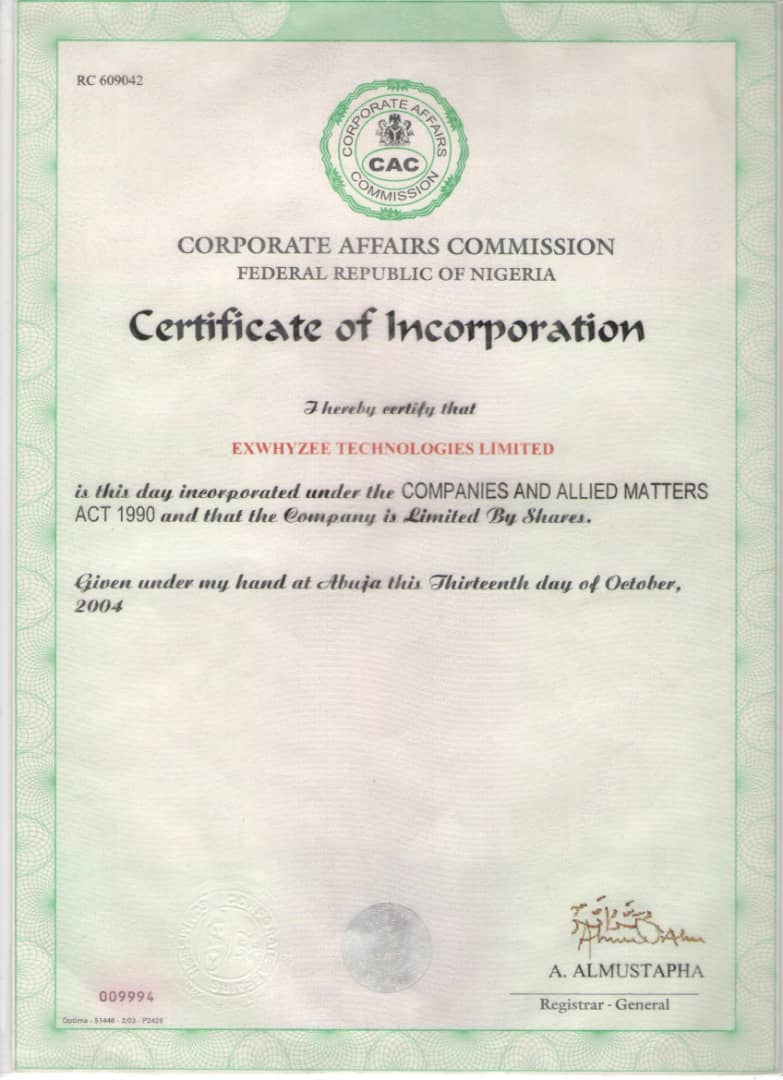 RC 609042
CORPORATE AFFAIRS
CAC
COMMISSION
CORPORATE AFFAIRS COMMISSION
FEDERAL REPUBLIC OF NIGERIA
Certificate of Incorporation
I hereby certify that
EXWHYZEE TECHNOLOGIES LIMITED
is this day incorporated under the COMPANIES AND ALLIED MATTERS
ACT 1990 and that the Company is Limited By Shares.
Given under my hand at Abuja this Thirteenth day of October,
2004
A. ALMUSTAPHA
Registrar - General
009994
Optima - 51446 - 2/03 - P2426